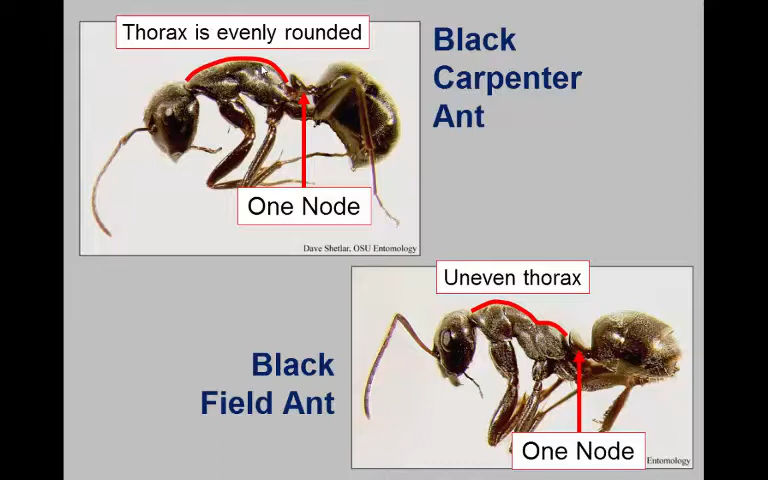 Thorax is evenly rounded
Black
Carpenter
Ant
One Node
Dave Shetlar, OSU Entomology
Uneven thorax
Black
Field Ant
One Node
Entomology